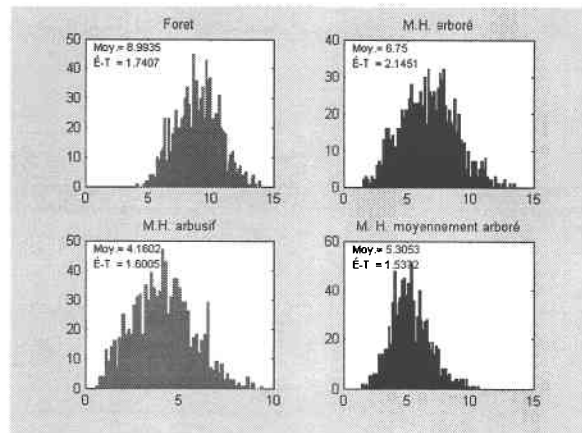 Foret
50
40
30
20
10
0
0 5 10 15
Moy.= 8.9935
É-T = 1.7407
M.H. arboré
40
30
20
10
0
0 5 10 15
Moy.= 6.75
É-T = 2.1451
M.H. arbusif
50
40
30
20
10
0
0 5 10 15
Moy.= 4.1602
É-T = 1.6005
M. H. moyennement arboré
60
40
20
0
0 5 10 15
Moy.= 5.3053
É-T =